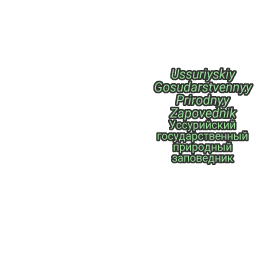 Ussuriyskiy
Gosudarstvennyy
Prirodnyy
Zapovednik
Уссурийский
государственный
природный
заповедник